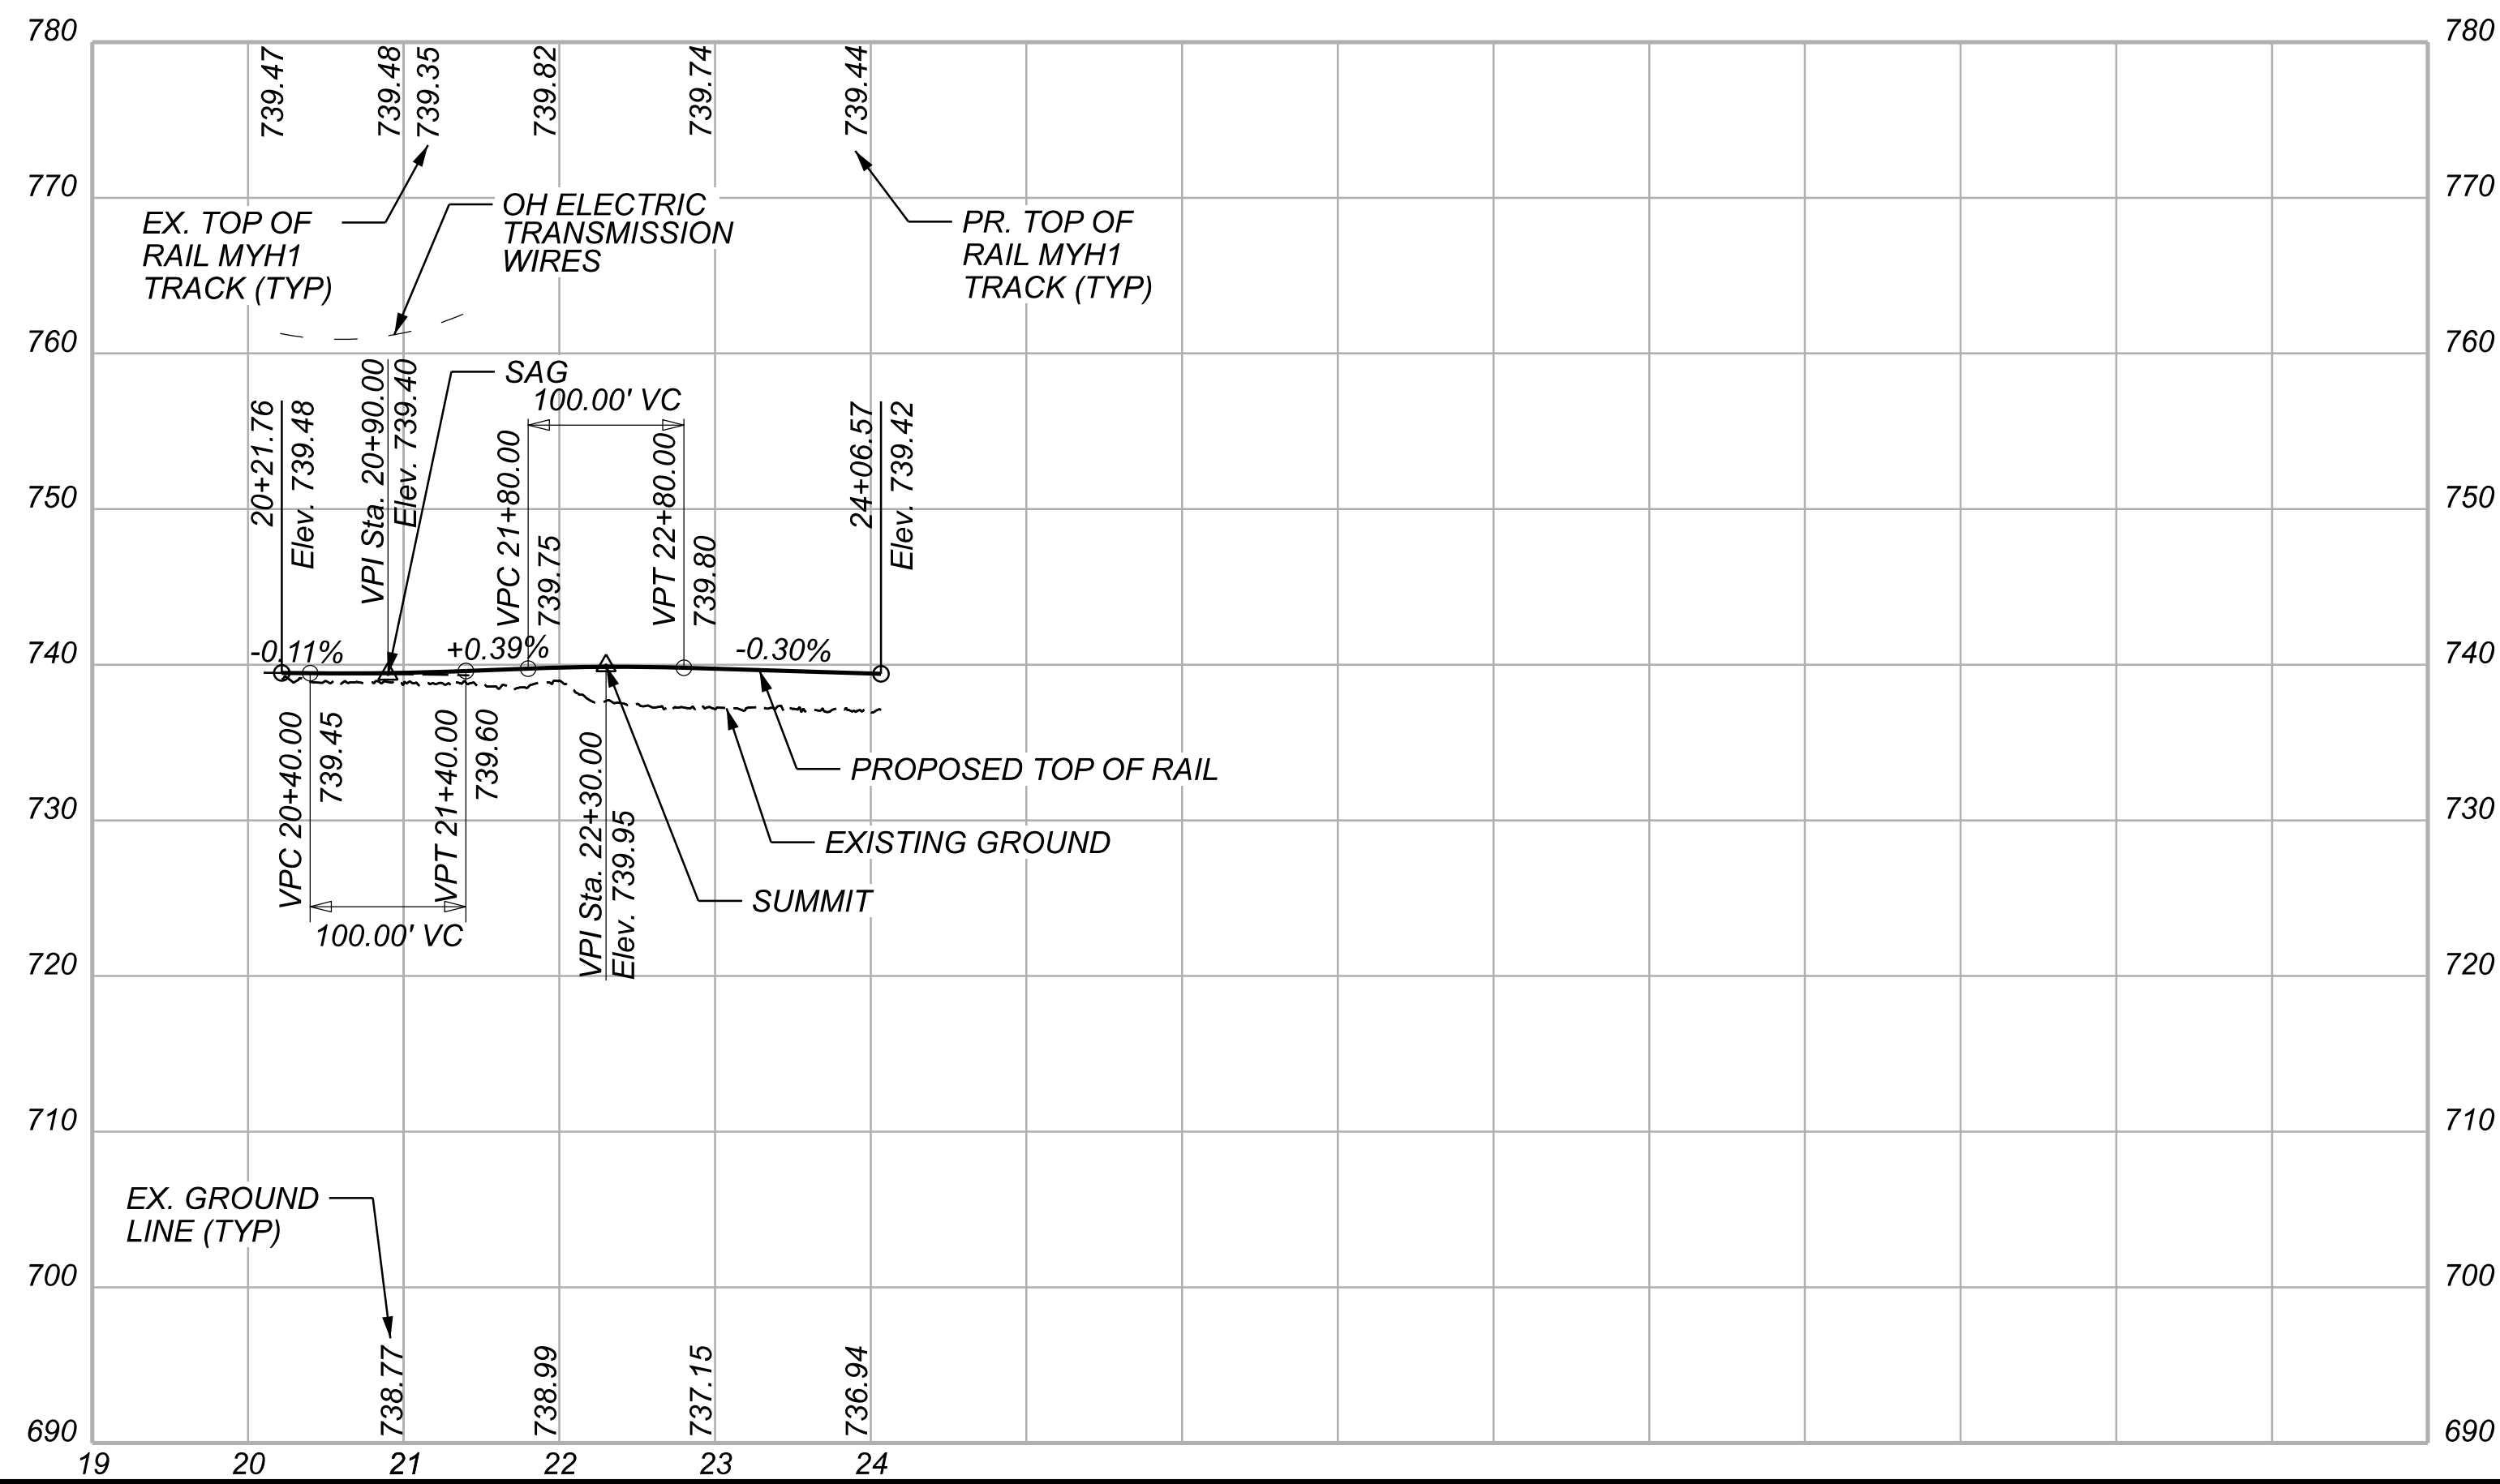 780
780
739.47
739.48
739.35
739.82
739.74
739.44
770
770
EX. TOP OF
RAIL MYH1
TRACK (TYP)
OH ELECTRIC
TRANSMISSION
WIRES
PR. TOP OF
RAIL MYH1
TRACK (TYP)
760
760
SAG
100.00' VC
20+21.76
Elev. 739.48
VPI Sta. 20+90.00
Elev. 739.40
VPC 21+80.00
739.75
VPT 22+80.00
739.80
24+06.57
Elev. 739.42
750
750
740
-0.11%
+0.39%
-0.30%
740
VPC 20+40.00
739.45
VPT 21+40.00
739.60
100.00' VC
VPI Sta. 22+30.00
Elev. 739.95
PROPOSED TOP OF RAIL
730
730
EXISTING GROUND
SUMMIT
720
720
710
710
EX. GROUND
LINE (TYP)
700
700
738.77
738.99
737.15
736.94
690
690
19
20
21
22
23
24